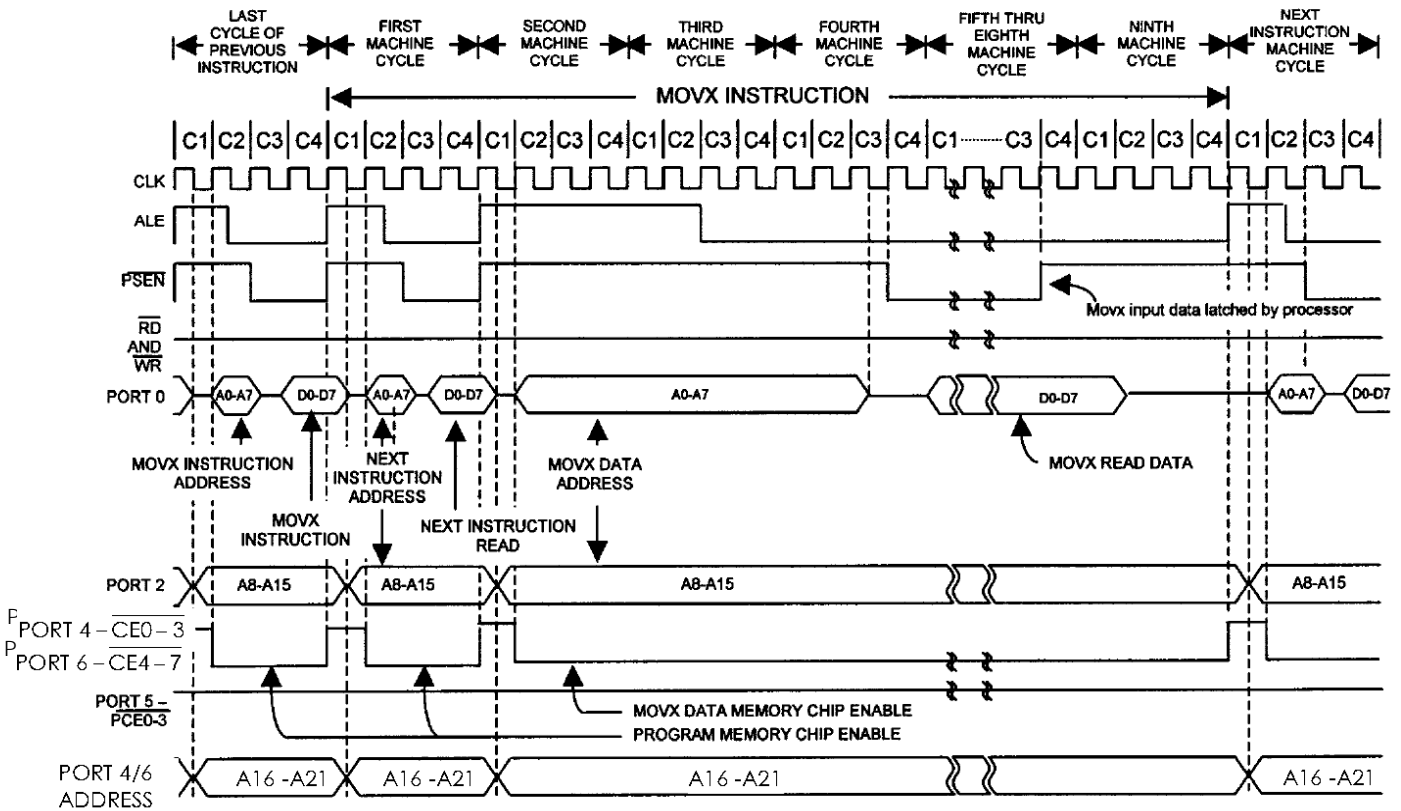 LAST
CYCLE OF
PREVIOUS
INSTRUCTION
FIRST
MACHINE
CYCLE
SECOND
MACHINE
CYCLE
THIRD
MACHINE
CYCLE
FOURTH
MACHINE
CYCLE
FIFTH THRU
EIGHTH
MACHINE
CYCLE
NINTH
MACHINE
CYCLE
NEXT
INSTRUCTION
MACHINE
CYCLE
MOVX INSTRUCTION
C1 C2 C3 C4 C1 C2 C3 C4 C1 C2 C3 C4 C1 C2 C3 C4 C1 C2 C3 C4 C1 C3 C4 C1 C2 C3 C4 C1 C2 C3 C4
CLK
ALE
PSEN
Movx input data latched by processor
RD
AND
WR
PORT 0 A0-A7 D0-D7 A0-A7 D0-D7 A0-A7 D0-D7 A0-A7 D0-D7
MOVX INSTRUCTION
ADDRESS
NEXT
INSTRUCTION
ADDRESS
MOVX DATA
ADDRESS
MOVX READ DATA
MOVX
INSTRUCTION
NEXT INSTRUCTION
READ
PORT 2 A8-A15 A8-A15 A8-A15 A8-A15
P
PORT 4 – CE0 – 3
P
PORT 6 – CE4 – 7
PORT 5 –
PCE0-3
MOVX DATA MEMORY CHIP ENABLE
PROGRAM MEMORY CHIP ENABLE
PORT 4/6
ADDRESS
A16 -A21 A16 -A21 A16 -A21 A16 -A21